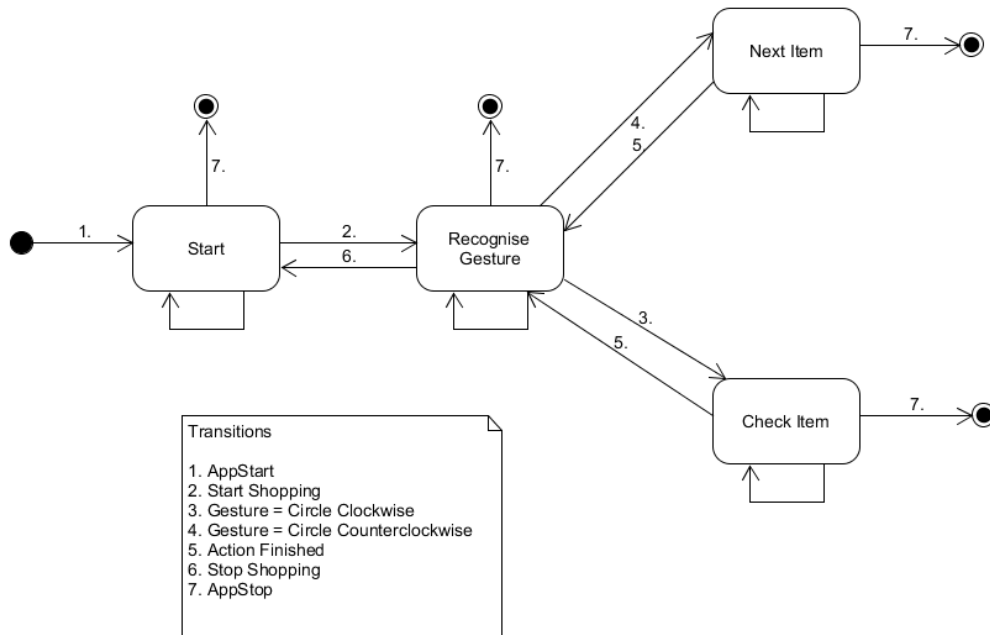 Next Item
7.
4.
5.
7.
7.
1.
Start
2.
6.
Recognise
Gesture
3.
5.
Check Item
7.
Transitions
1. AppStart
2. Start Shopping
3. Gesture = Circle Clockwise
4. Gesture = Circle Counterclockwise
5. Action Finished
6. Stop Shopping
7. AppStop